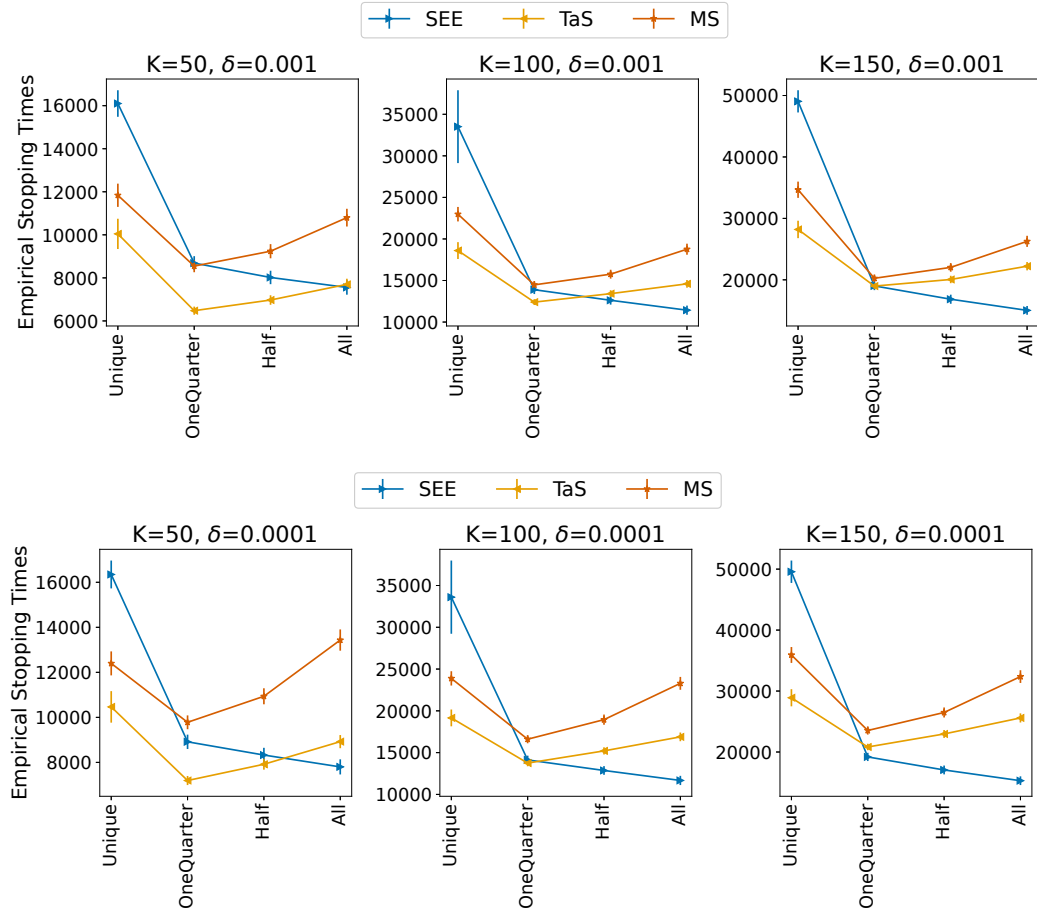 SEE TaS MS
K=50, δ=0.001
K=100, δ=0.001
K=150, δ=0.001
Empirical Stopping Times
16000
14000
12000
10000
8000
6000
35000
30000
25000
20000
15000
10000
50000
40000
30000
20000
Unique
OneQuarter
Half
All
Unique
OneQuarter
Half
All
Unique
OneQuarter
Half
All
SEE TaS MS
K=50, δ=0.0001
K=100, δ=0.0001
K=150, δ=0.0001
Empirical Stopping Times
16000
14000
12000
10000
8000
35000
30000
25000
20000
15000
10000
50000
40000
30000
20000
Unique
OneQuarter
Half
All
Unique
OneQuarter
Half
All
Unique
OneQuarter
Half
All